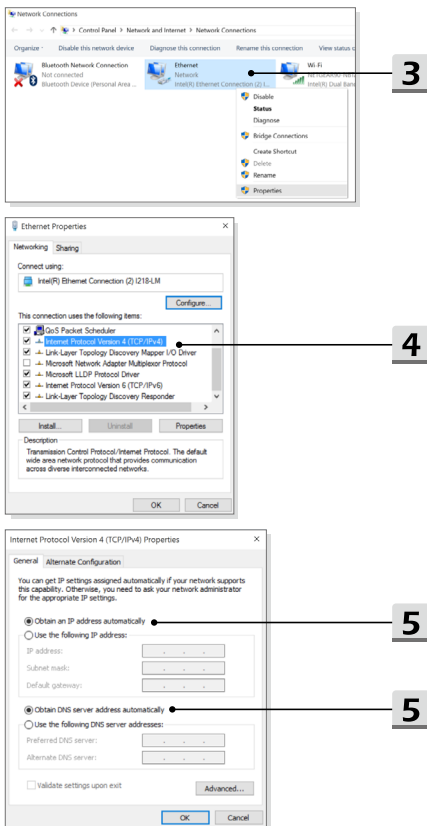 Network Connections
Control Panel > Network and Internet > Network Connections
Organize Disable this network device Diagnose this connection Rename this connection View status o
Bluetooth Network Connection
Not connected
Bluetooth Device (Personal Area ...
Ethernet
Network
Intel(R) Ethernet Connection (2) I...
Wi-Fi
Intel(R) Dual Band
3
Disable
Status
Diagnose
Bridge Connections
Create Shortcut
Delete
Rename
Properties
Ethernet Properties
Networking Sharing
Connect using:
Intel(R) Ethernet Connection (2) I218-LM
Configure...
This connection uses the following items:
QoS Packet Scheduler
Internet Protocol Version 4 (TCP/IPv4)
4
Link-Layer Topology Discovery Mapper I/O Driver
Microsoft Network Adapter Multiplexor Protocol
Microsoft LLDP Protocol Driver
Internet Protocol Version 6 (TCP/IPv6)
Link-Layer Topology Discovery Responder
Install... Uninstall Properties
Description
Transmission Control Protocol/Internet Protocol. The default
wide area network protocol that provides communication
across diverse interconnected networks.
OK Cancel
Internet Protocol Version 4 (TCP/IPv4) Properties
General Alternate Configuration
You can get IP settings assigned automatically if your network supports
this capability. Otherwise, you need to ask your network administrator
for the appropriate IP settings.
Obtain an IP address automatically
5
Use the following IP address:
IP address:
Subnet mask:
Default gateway:
Obtain DNS server address automatically
5
Use the following DNS server addresses:
Preferred DNS server:
Alternate DNS server:
Validate settings upon exit
Advanced...
OK Cancel